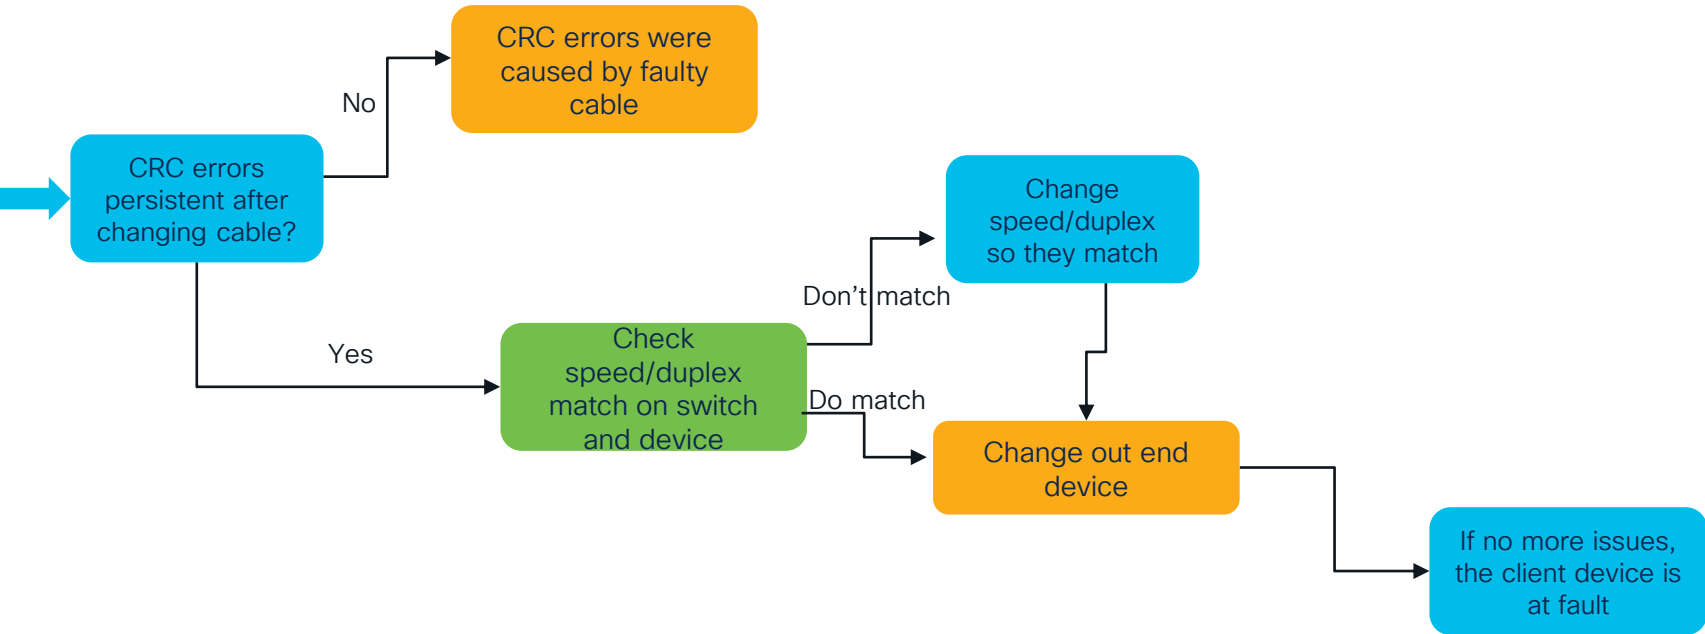 CRC errors were
caused by faulty
cable
No
CRC errors
persistent after
changing cable?
Change
speed/duplex
so they match
Don’t match
Yes
Check
speed/duplex
match on switch
and device
Do match
Change out end
device
If no more issues,
the client device is
at fault